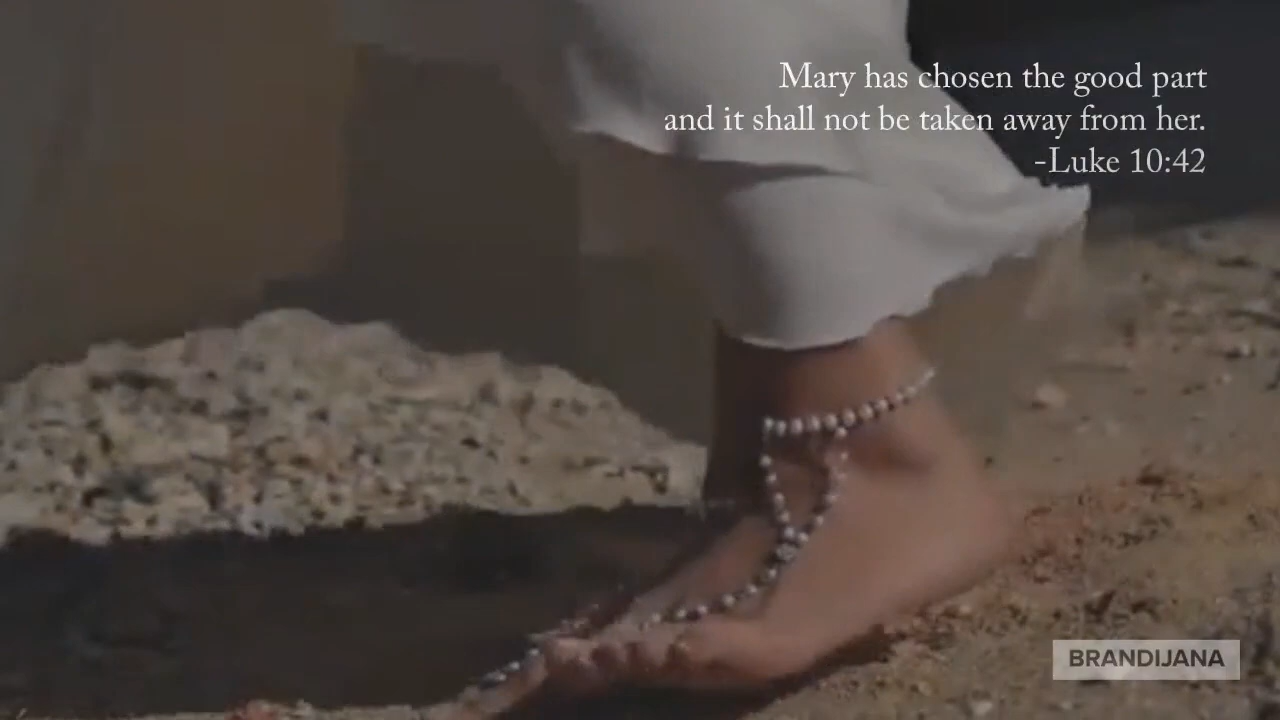 Mary has chosen the good part
and it shall not be taken away from her.
-Luke 10:42
BRANDIJANA